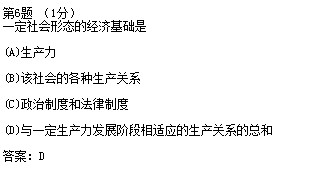 第6题 （1分）
一定社会形态的经济基础是
(A)生产力
(B)该社会的各种生产关系
(C)政治制度和法律制度
(D)与一定生产力发展阶段相适应的生产关系的总和
答案：D